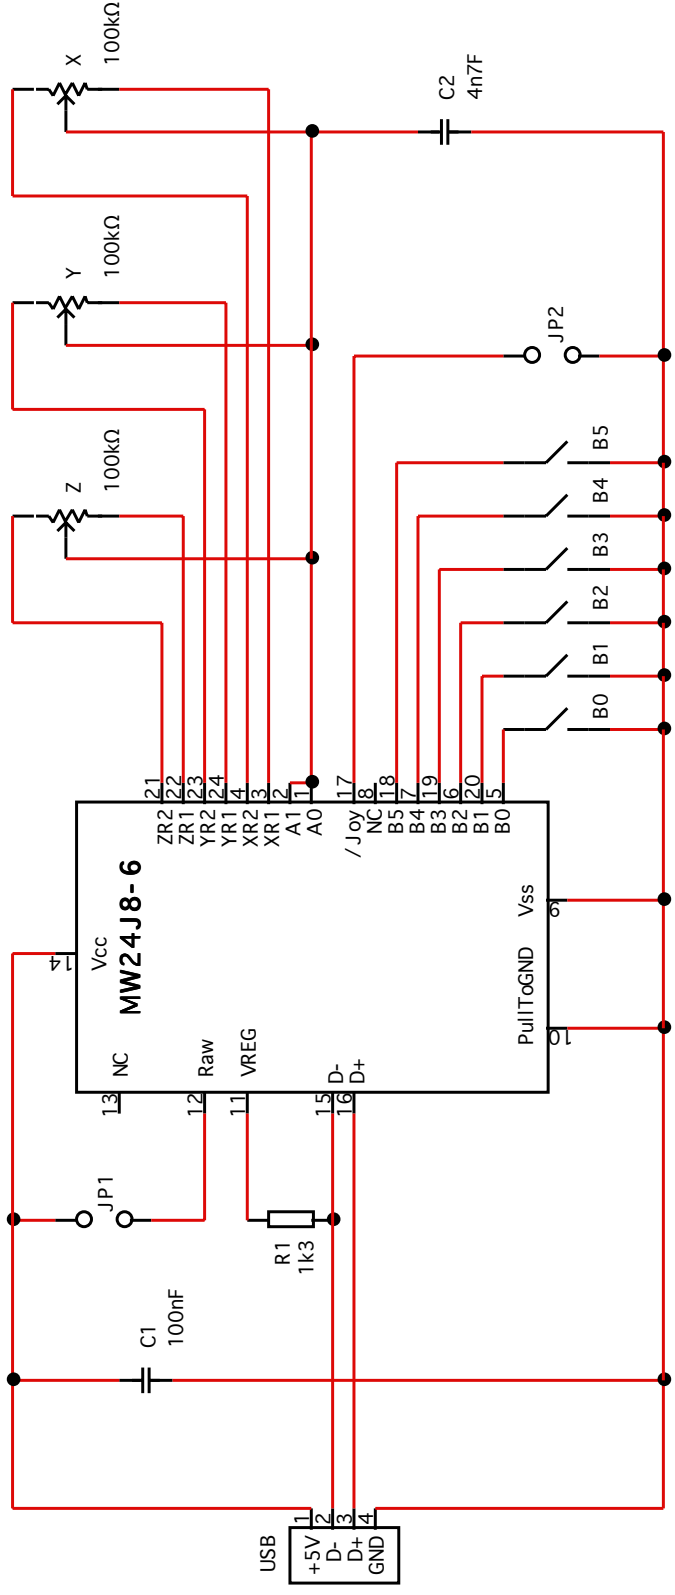 USB
+5V 1
D- 2
D+ 3
GND 4
C1
100nF
JP1
R1
1k3
MW24J8-6
13 NC
12 Raw
11 VREG
15 D-
16 D+
14 Vcc
10 PullToGND
9 Vss
ZR2 21
ZR1 22
YR2 23
YR1 24
XR2 4
XR1 3
A1 2
A0 1
/Joy 17
NC 8
B5 18
B4 7
B3 19
B2 6
B1 20
B0 5
Z
100kΩ
Y
100kΩ
X
100kΩ
B0
B1
B2
B3
B4
B5
JP2
C2
4n7F